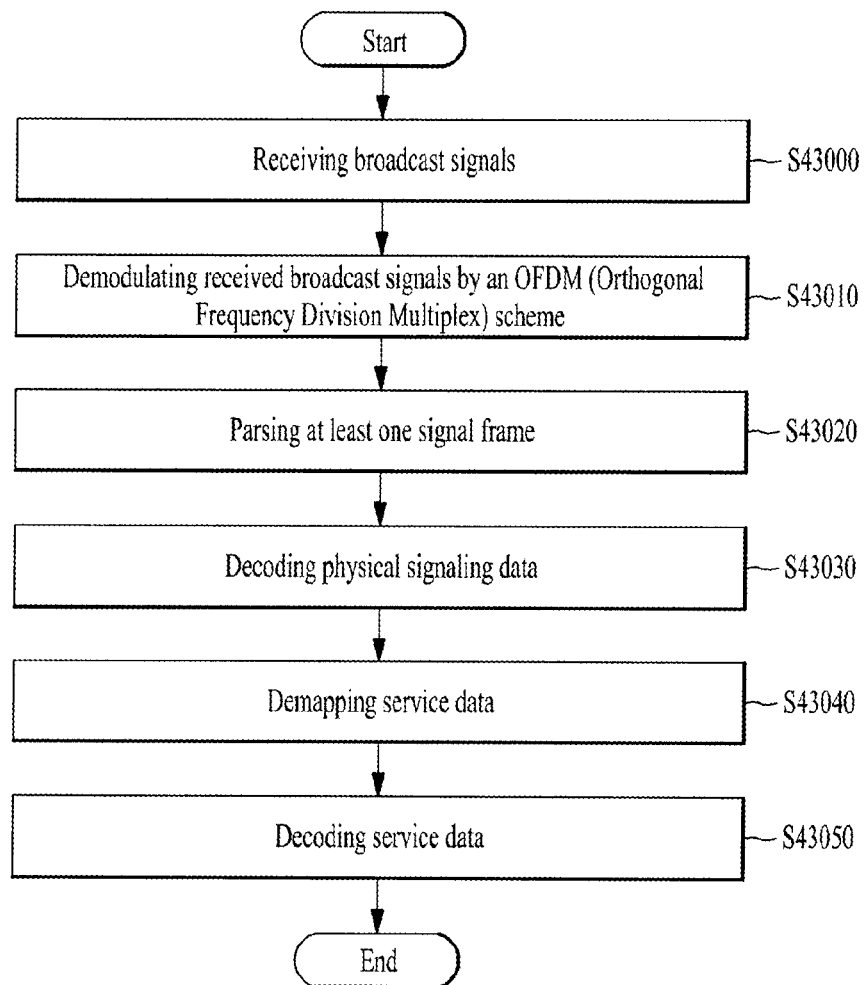 Start
Receiving broadcast signals
S43000
Demodulating received broadcast signals by an OFDM (Orthogonal
Frequency Division Multiplex) scheme
S43010
Parsing at least one signal frame
S43020
Decoding physical signaling data
S43030
Demapping service data
S43040
Decoding service data
S43050
End